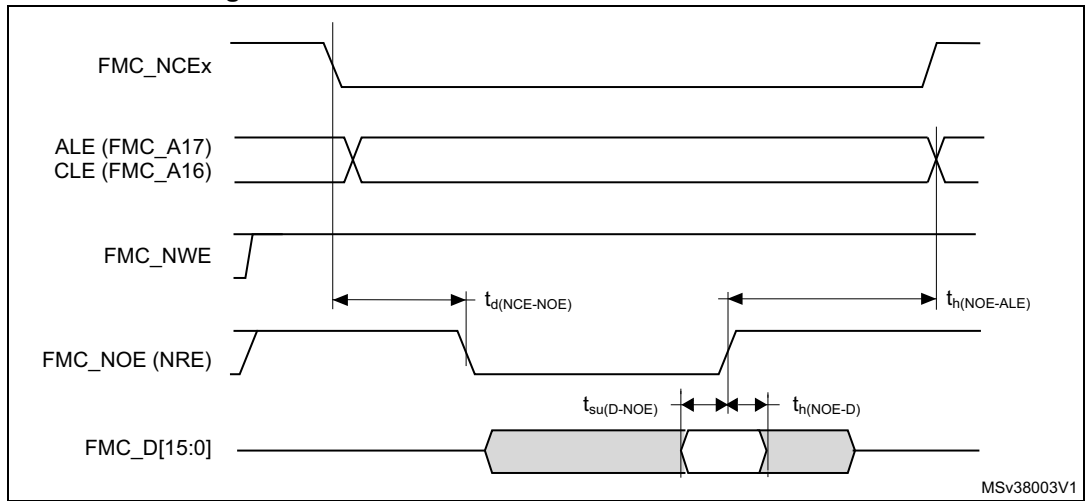 FMC_NCEx
ALE (FMC_A17)
CLE (FMC_A16)
FMC_NWE
td(NCE-NOE)
th(NOE-ALE)
FMC_NOE (NRE)
tsu(D-NOE)
th(NOE-D)
FMC_D[15:0]
MSv38003V1